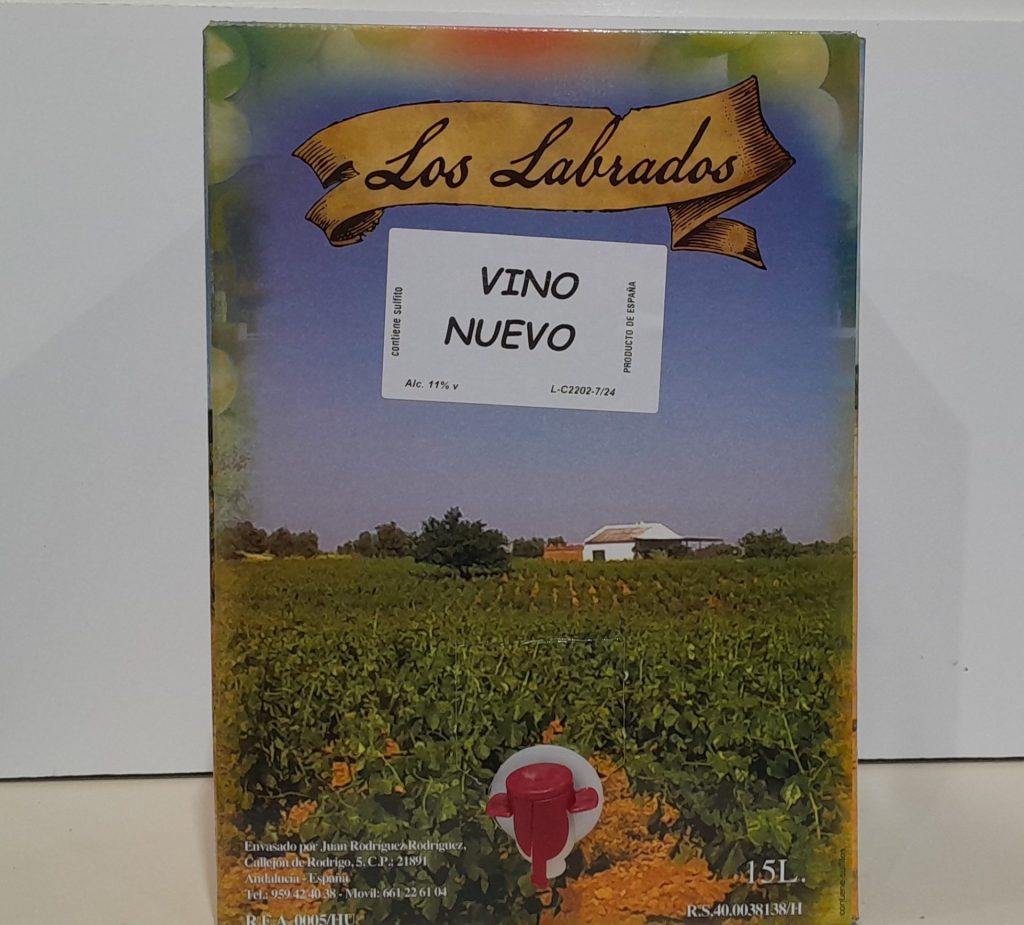 Los Labrados
VINO
NUEVO
contiene sulfito
PRODUCTO DE ESPAÑA
Alc. 11% v
L-C2202-7/24
Envasado por Juan Rodríguez Rodríguez,
Callejón de Rodrigo, 5, C.P.: 21891
Andalucía - España
Tel.: 959 42 40 38 - Movil: 661 22 61 04
R.E.A. 0005/HU
15L.
R.S.40.0038138/H